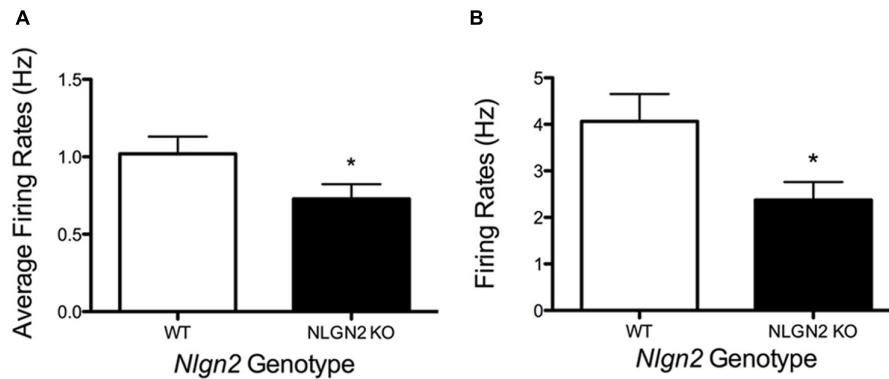 A
Average Firing Rates (Hz)
1.5
1.0
0.5
0.0
*
WT
NLGN2 KO
Nlgn2 Genotype
B
Firing Rates (Hz)
5
4
3
2
1
0
*
WT
NLGN2 KO
Nlgn2 Genotype